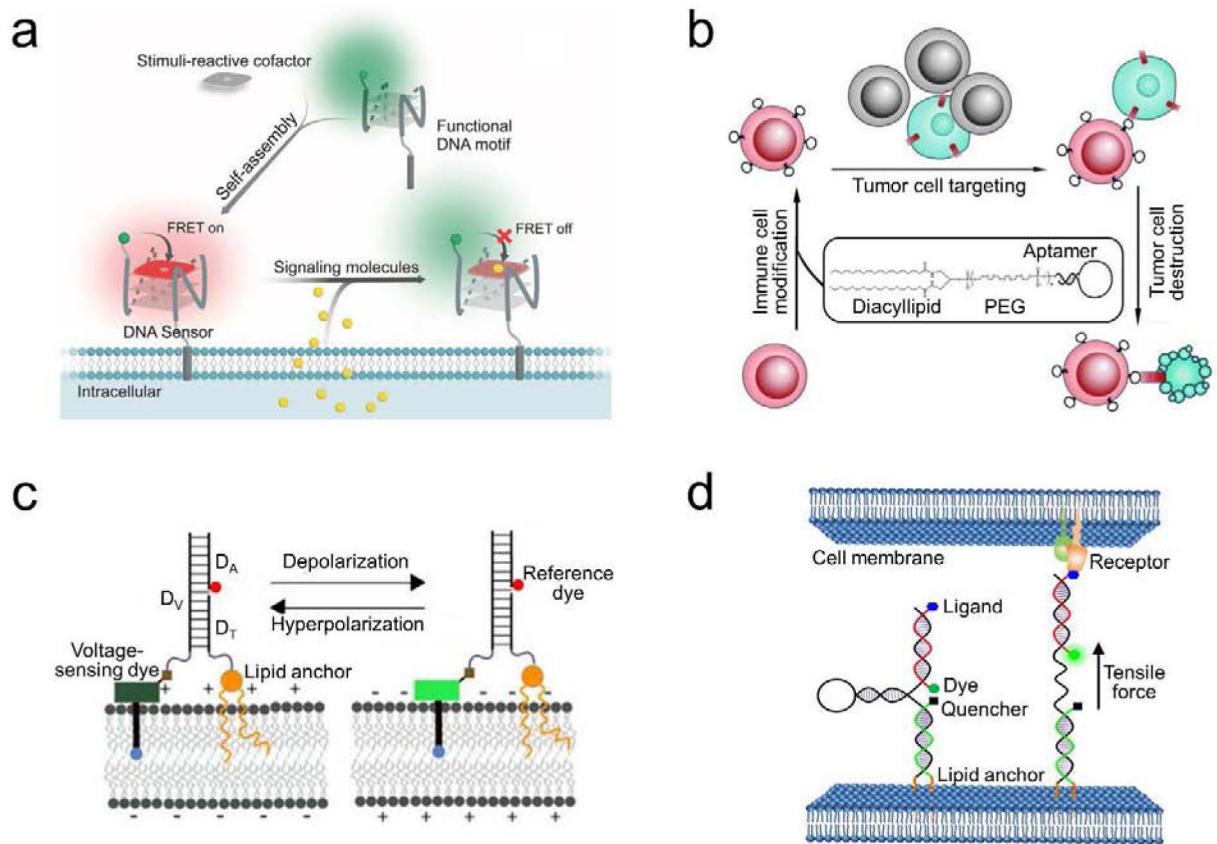 a
Stimuli-reactive cofactor
Functional
DNA motif
Self-assembly
FRET on
FRET off
Signaling molecules
DNA Sensor
Intracellular
b
Tumor cell targeting
Immune cell
modification
Aptamer
Diacyllipid
PEG
Tumor cell
destruction
c
DA
DV
DT
Depolarization
Hyperpolarization
Reference
dye
Voltage-
sensing dye
Lipid anchor
+ + + +
- - - - -
- - - - -
+ + + + +
d
Cell membrane
Receptor
Ligand
Dye
Quencher
Tensile
force
Lipid anchor